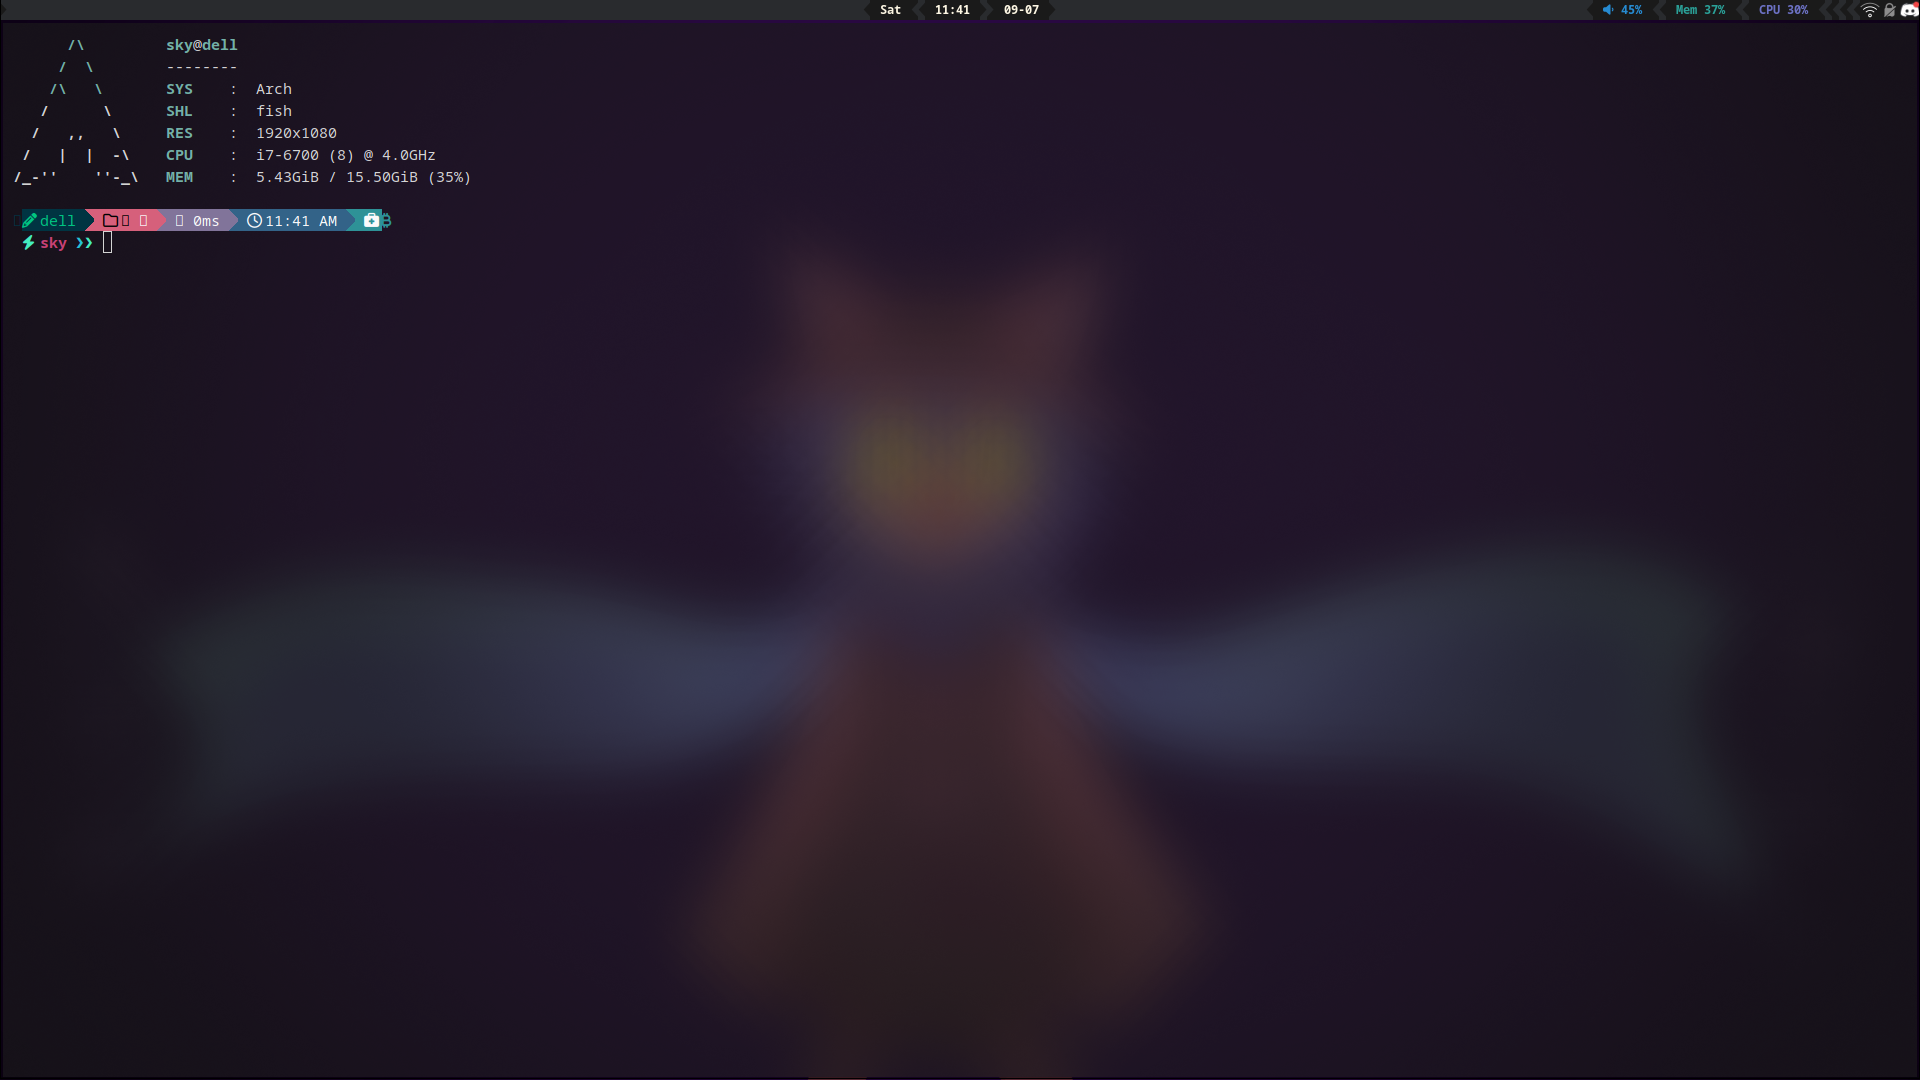 Sat 11:41 09-07 45% Mem 37% CPU 30%
sky@dell
--------
SYS : Arch
SHL : fish
RES : 1920x1080
CPU : i7-6700 (8) @ 4.0GHz
MEM : 5.43GiB / 15.50GiB (35%)
dell 0ms 11:41 AM
sky ❯❯